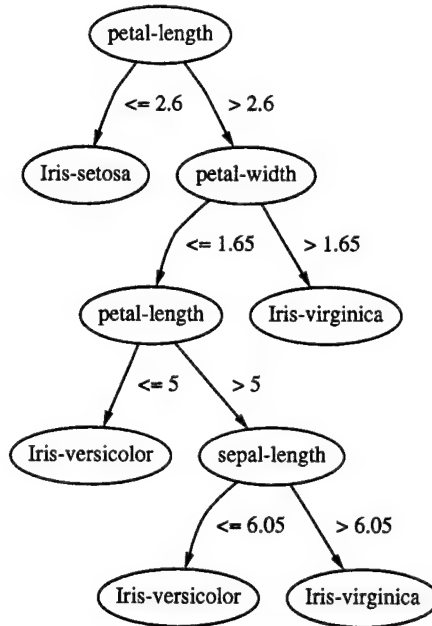 petal-length
<= 2.6 > 2.6
Iris-setosa petal-width
<= 1.65 > 1.65
petal-length Iris-virginica
<= 5 > 5
Iris-versicolor sepal-length
<= 6.05 > 6.05
Iris-versicolor Iris-virginica